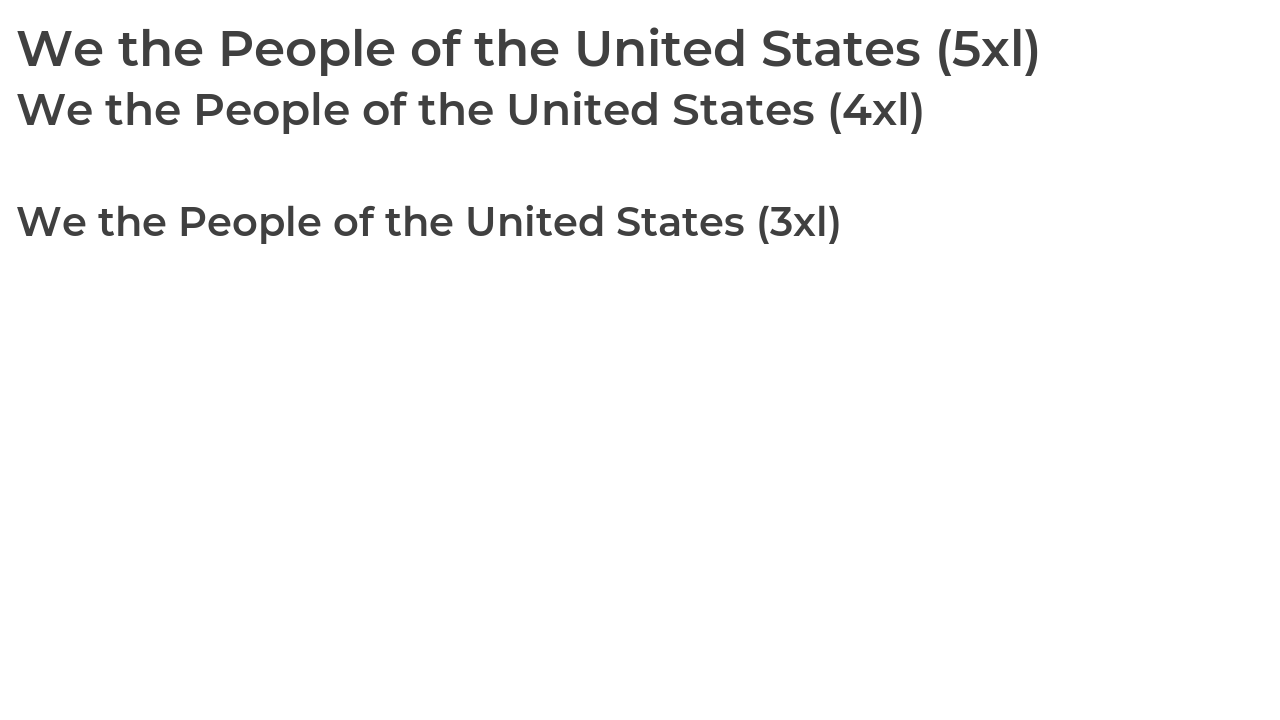 We the People of the United States (5xl)
We the People of the United States (4xl)
We the People of the United States (3xl)